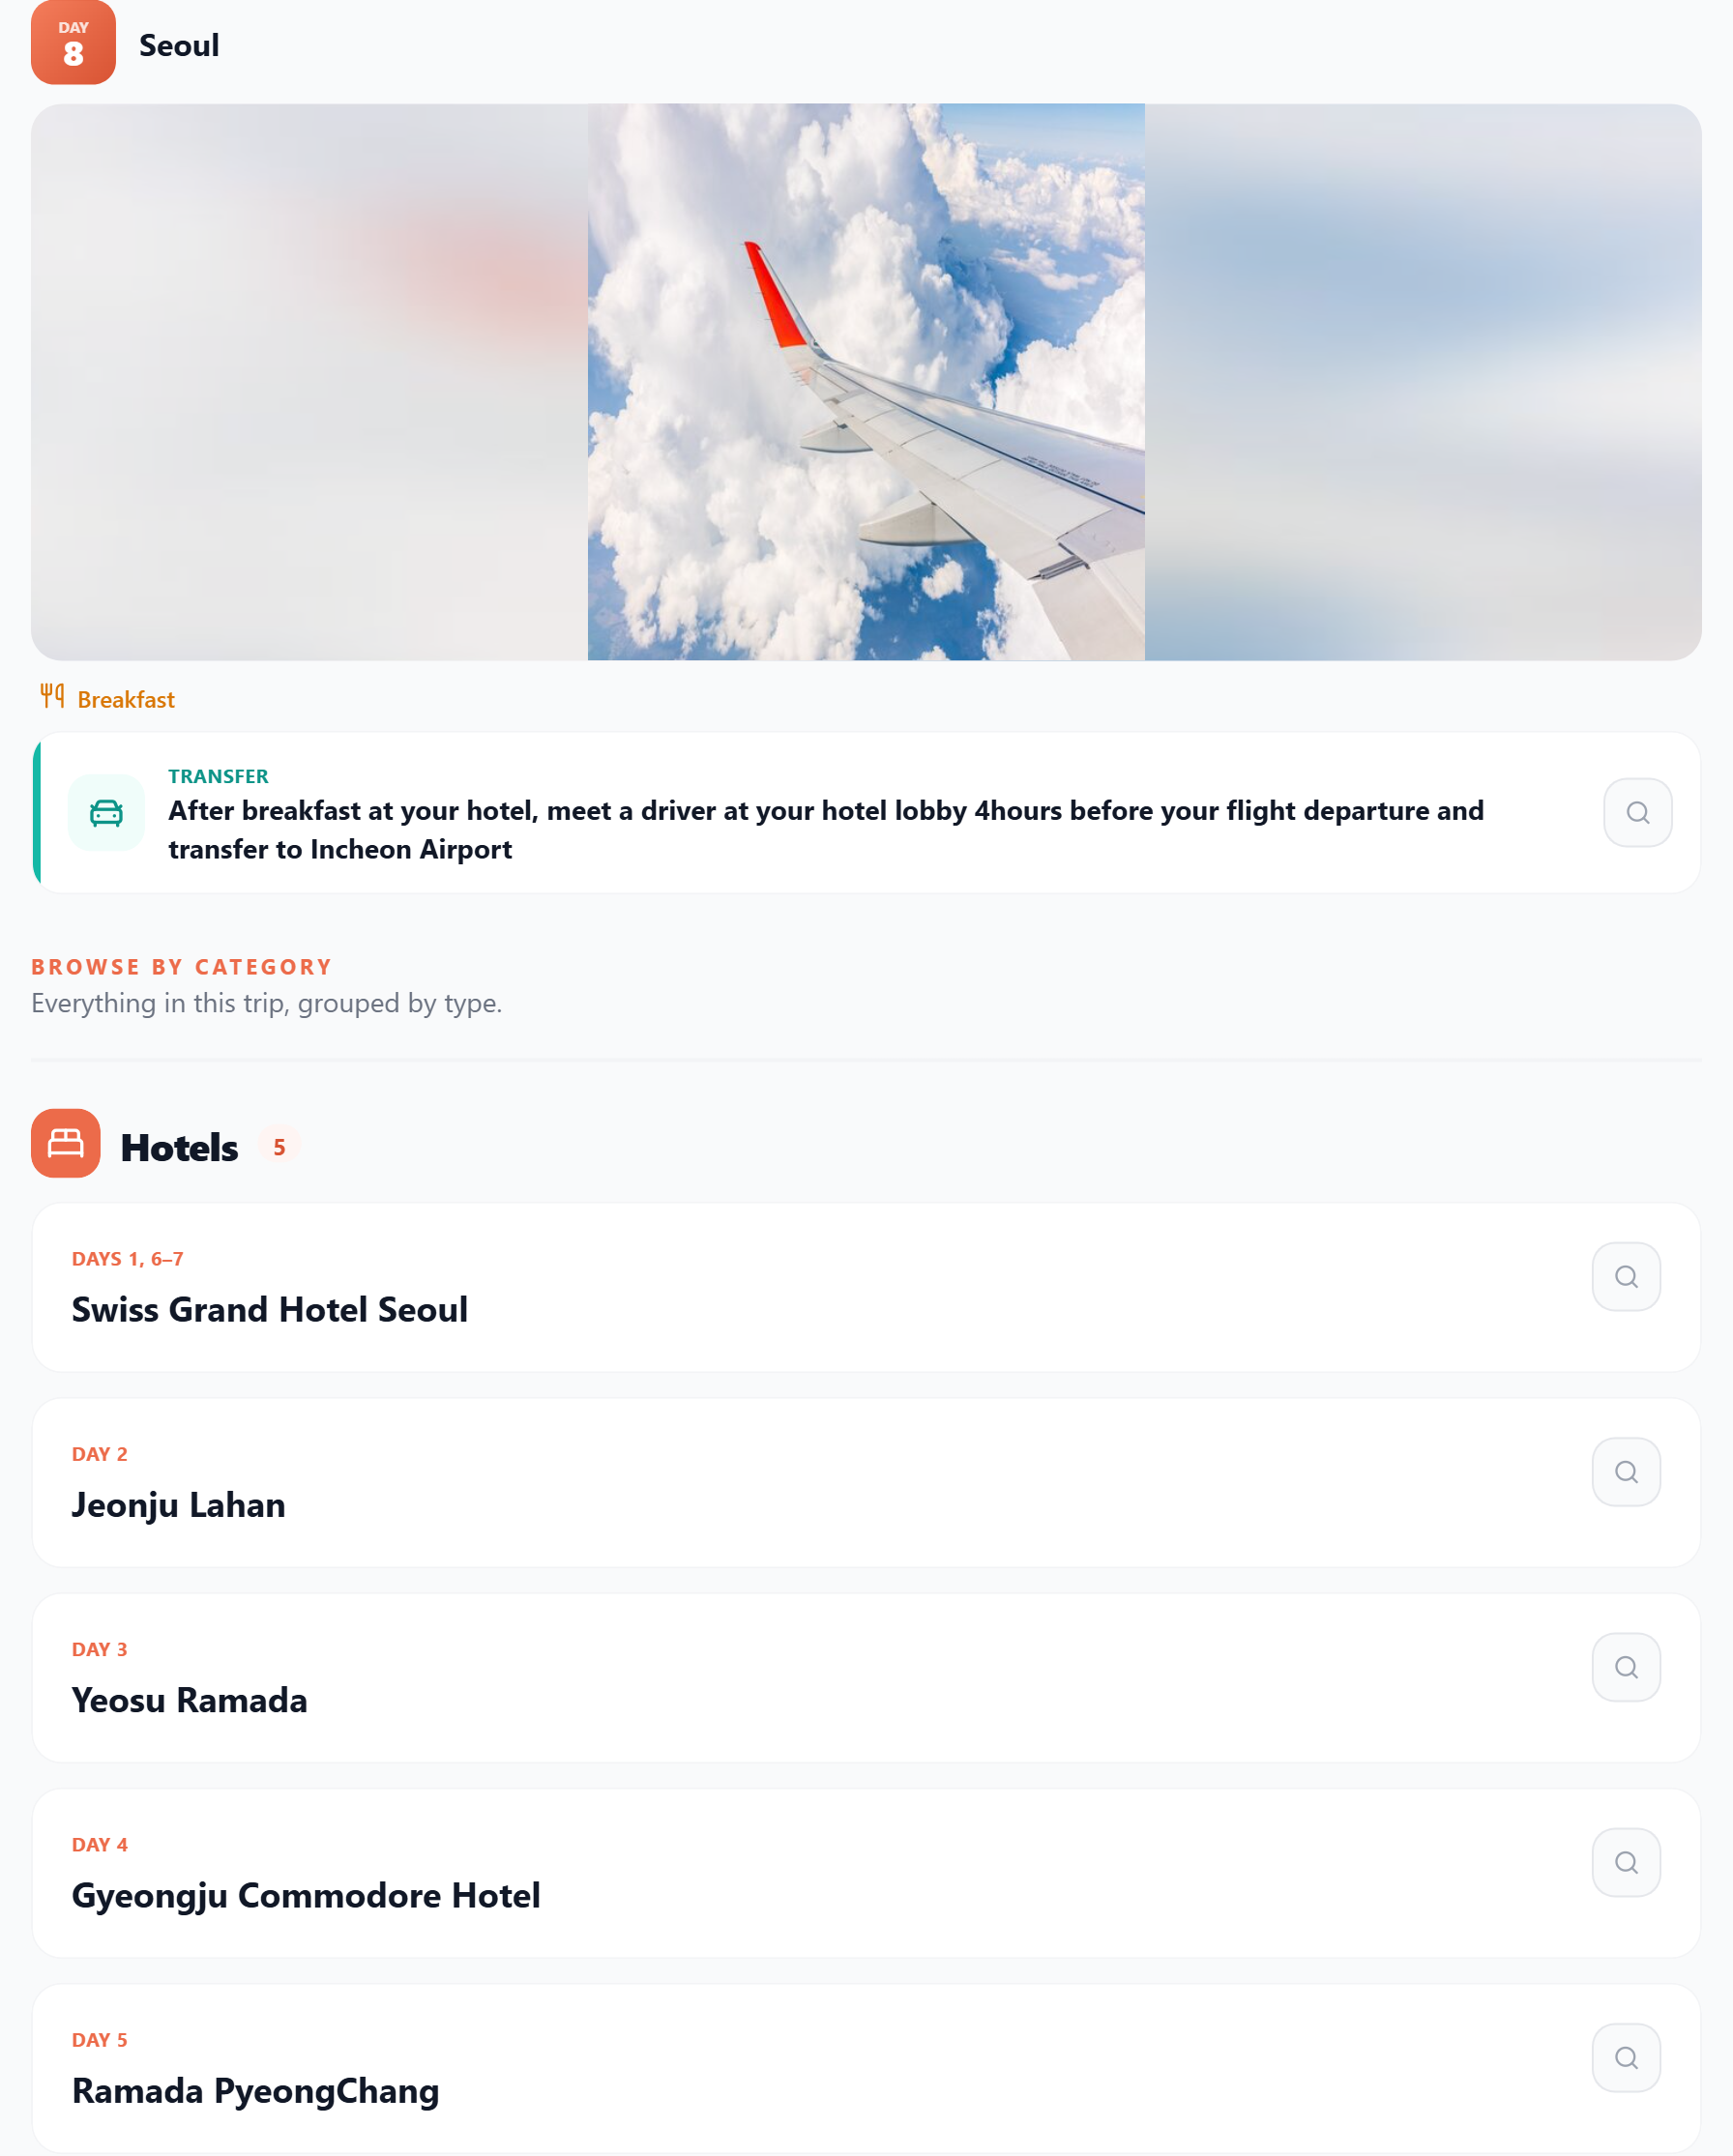 DAY
8
Seoul
Breakfast
TRANSFER
After breakfast at your hotel, meet a driver at your hotel lobby 4hours before your flight departure and
transfer to Incheon Airport
BROWSE BY CATEGORY
Everything in this trip, grouped by type.
Hotels 5
DAYS 1, 6–7
Swiss Grand Hotel Seoul
DAY 2
Jeonju Lahan
DAY 3
Yeosu Ramada
DAY 4
Gyeongju Commodore Hotel
DAY 5
Ramada PyeongChang